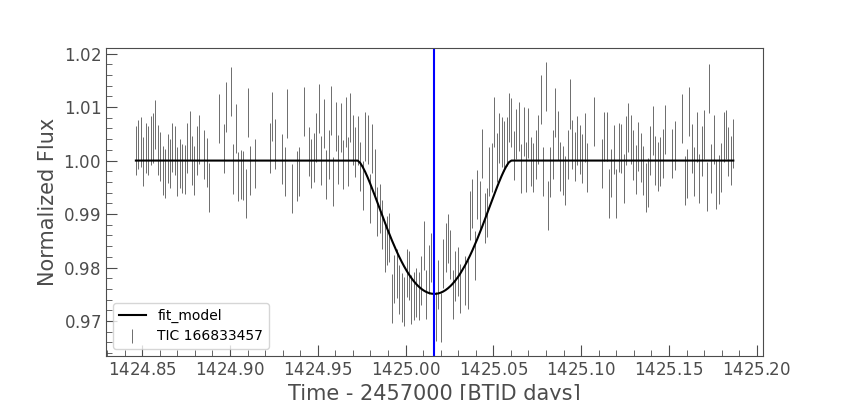 1.02
1.01
1.00
0.99
0.98
0.97
Normalized Flux
fit_model
TIC 166833457
1424.85 1424.90 1424.95 1425.00 1425.05 1425.10 1425.15 1425.20
Time - 2457000 [BTJD days]